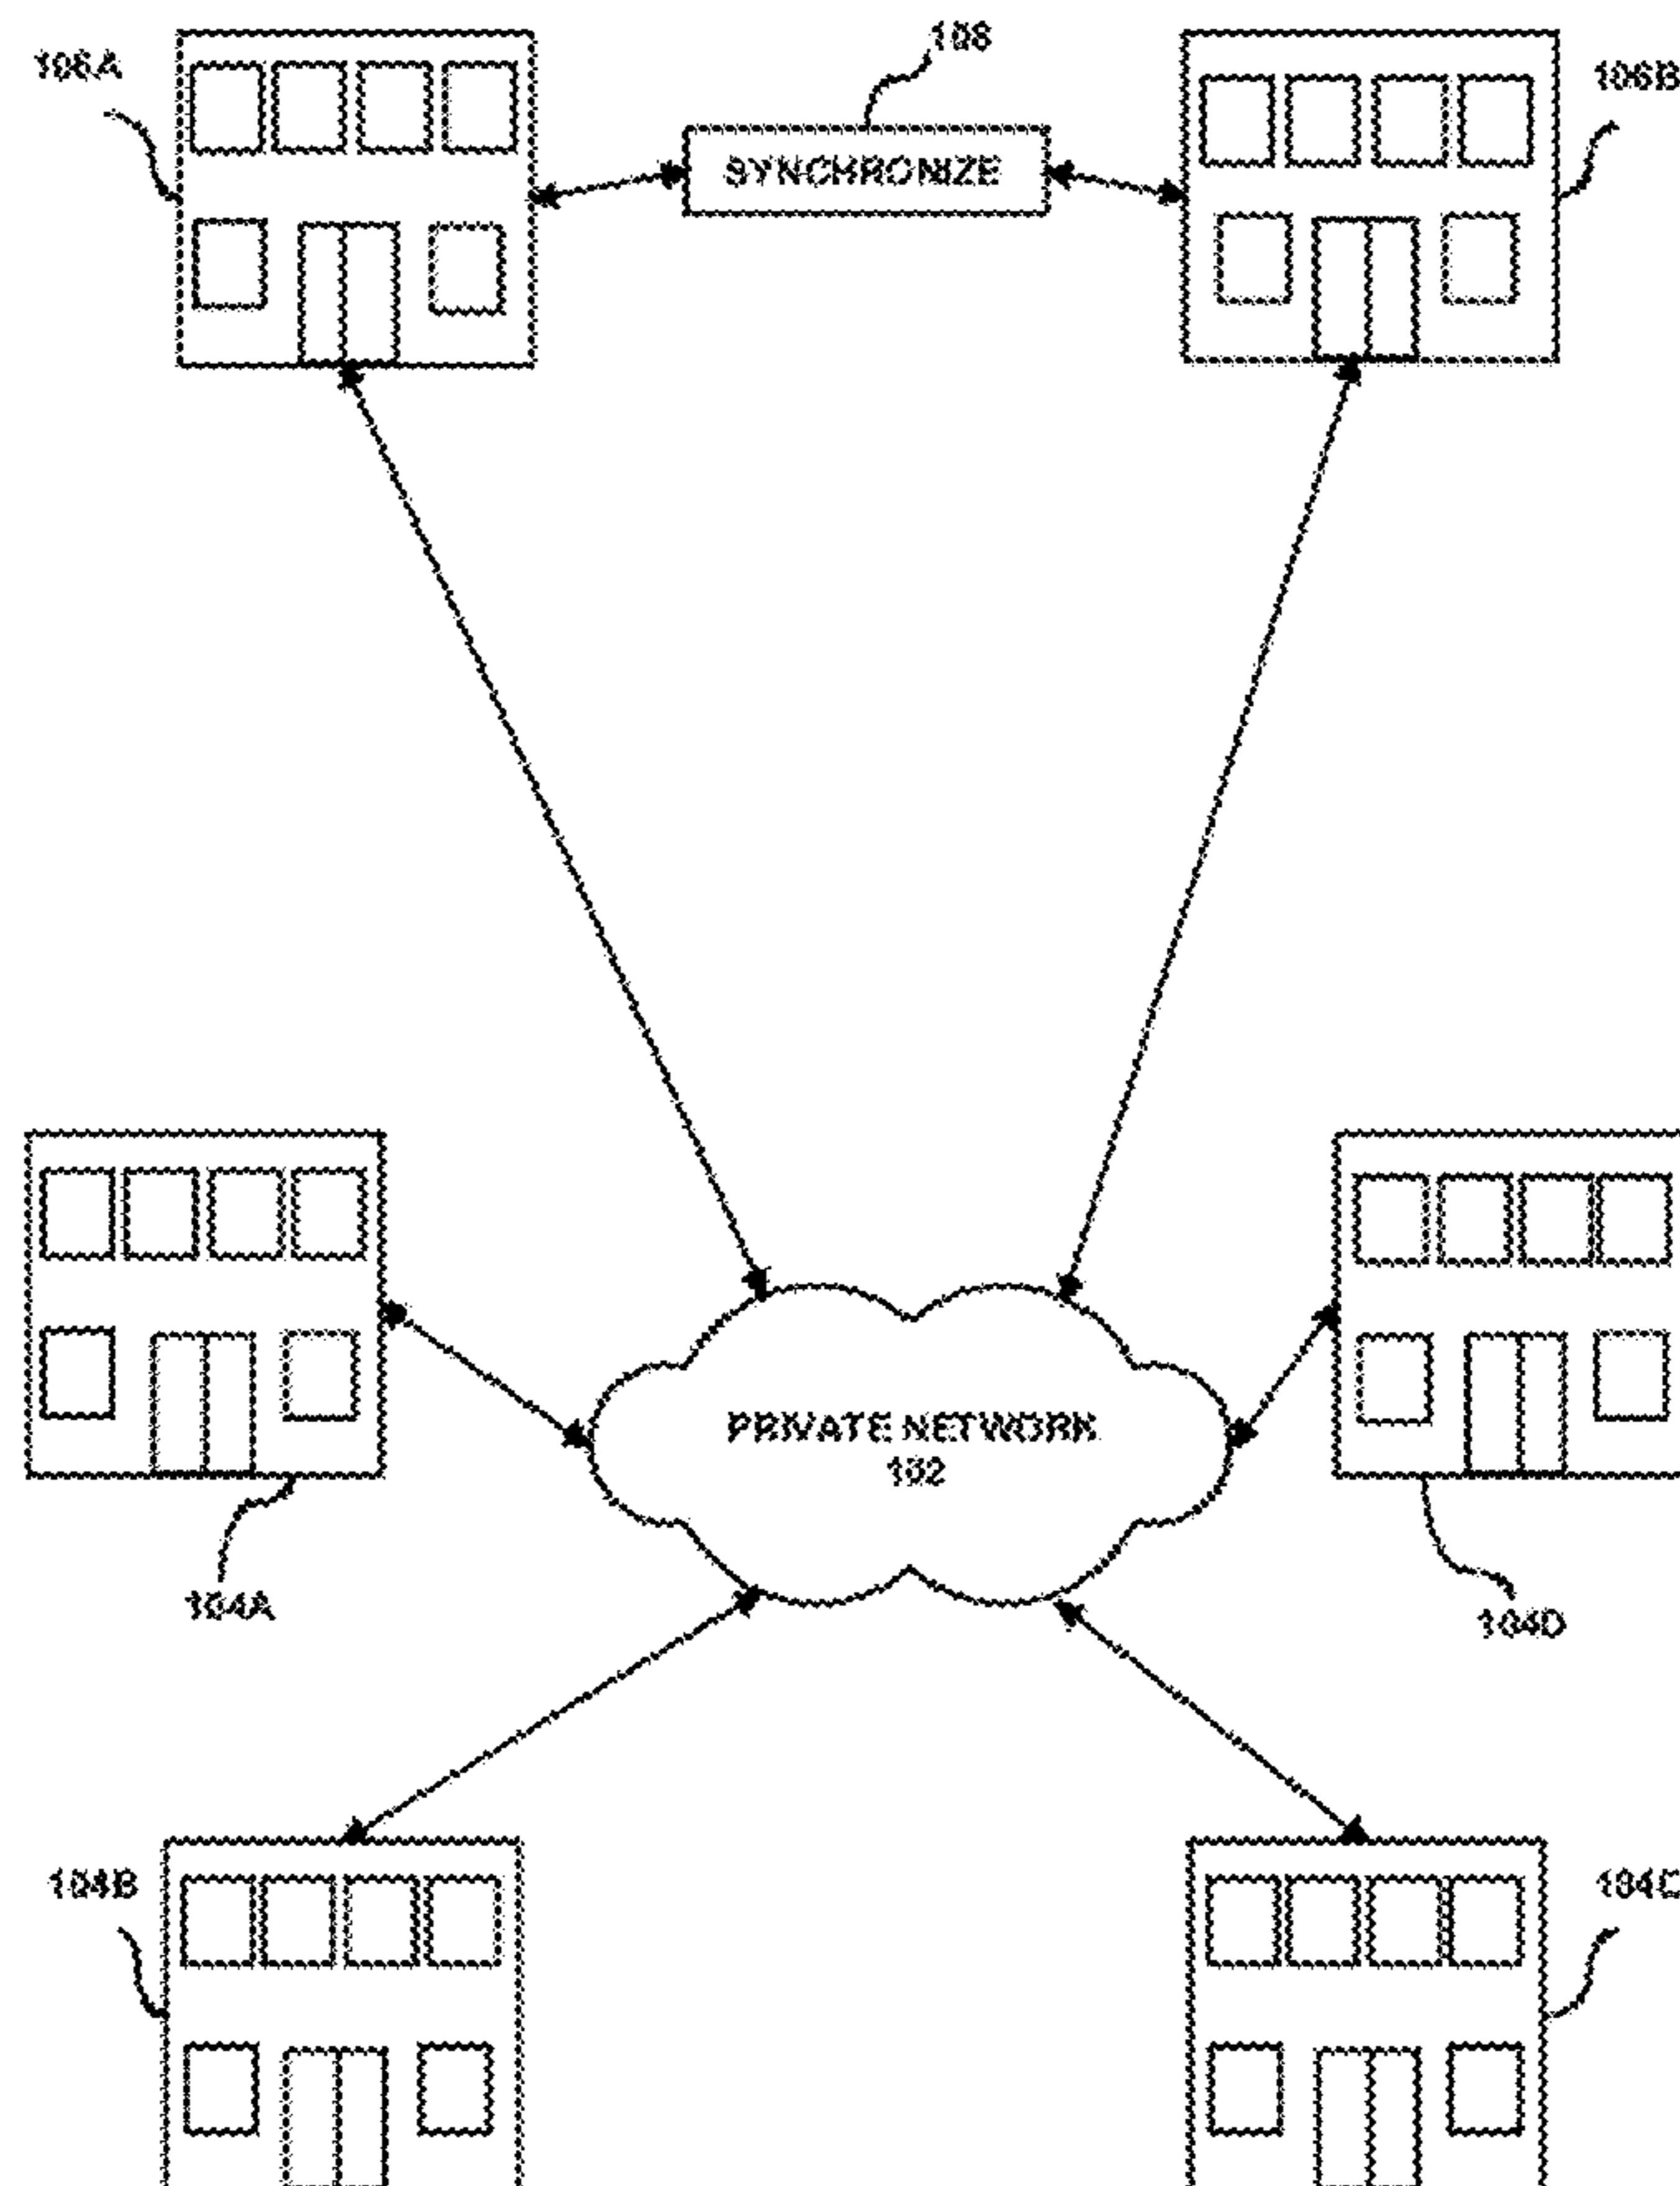 106A
108
106B
SYNCHRONIZE
PRIVATE NETWORK
102
104A
104D
104B
104C